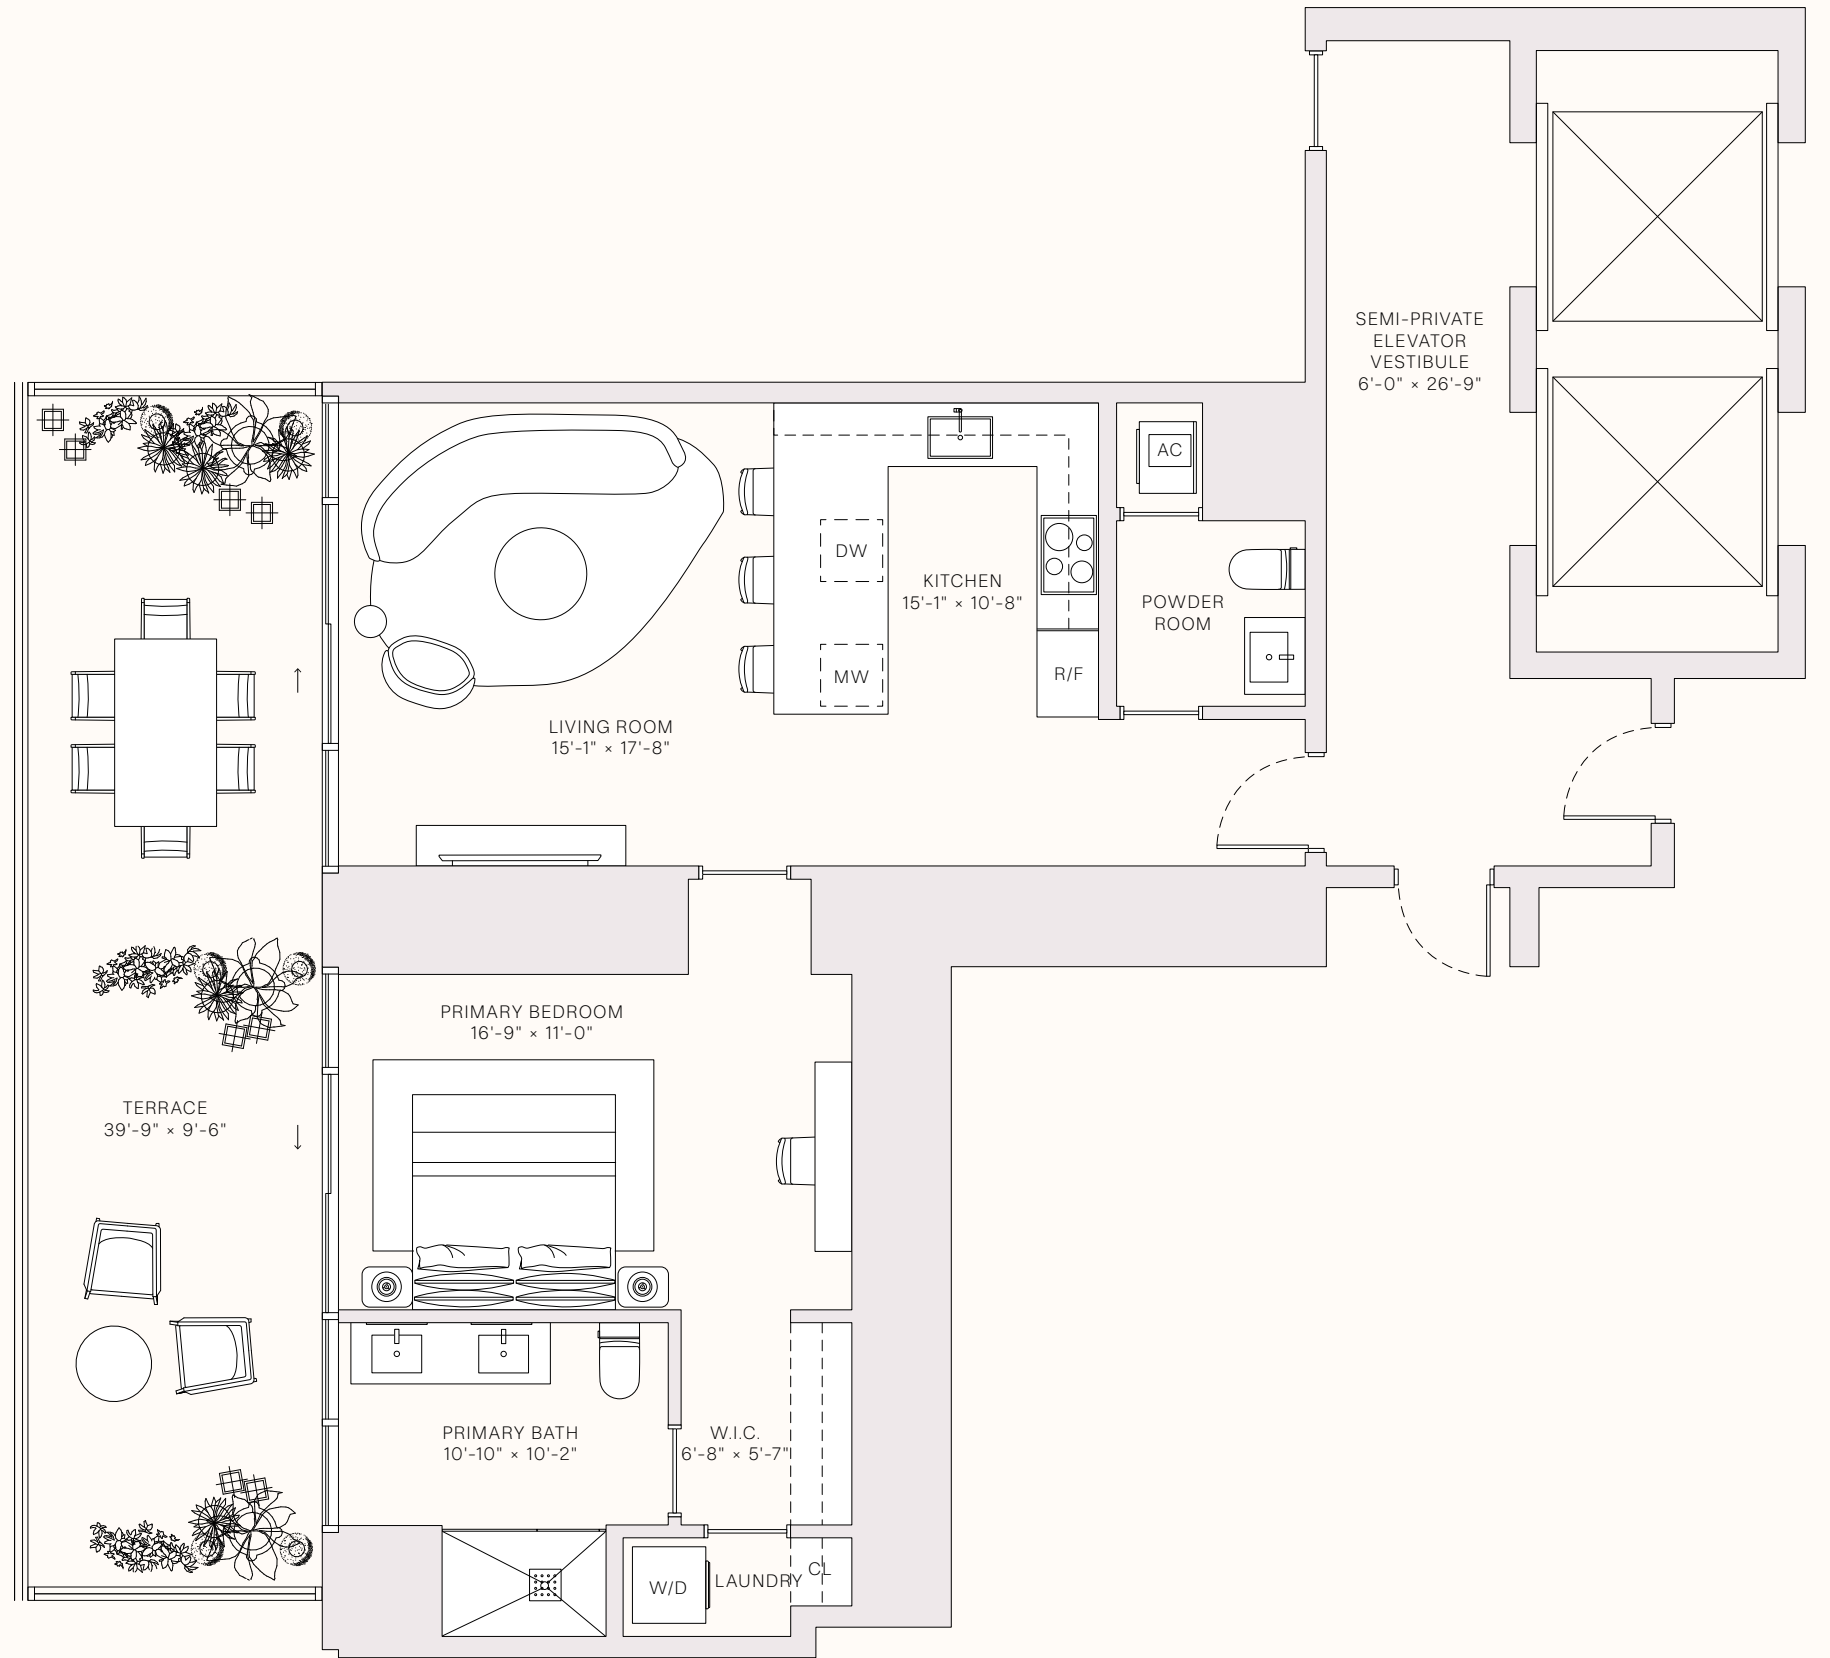 SEMI-PRIVATE
ELEVATOR
VESTIBULE
6'-0" × 26'-9"
AC
DW
KITCHEN
15'-1" × 10'-8"
POWDER
ROOM
MW
R/F
LIVING ROOM
15'-1" × 17'-8"
PRIMARY BEDROOM
16'-9" × 11'-0"
TERRACE
39'-9" × 9'-6"
PRIMARY BATH
10'-10" × 10'-2"
W.I.C.
6'-8" × 5'-7"
W/D
LAUNDRY
CL